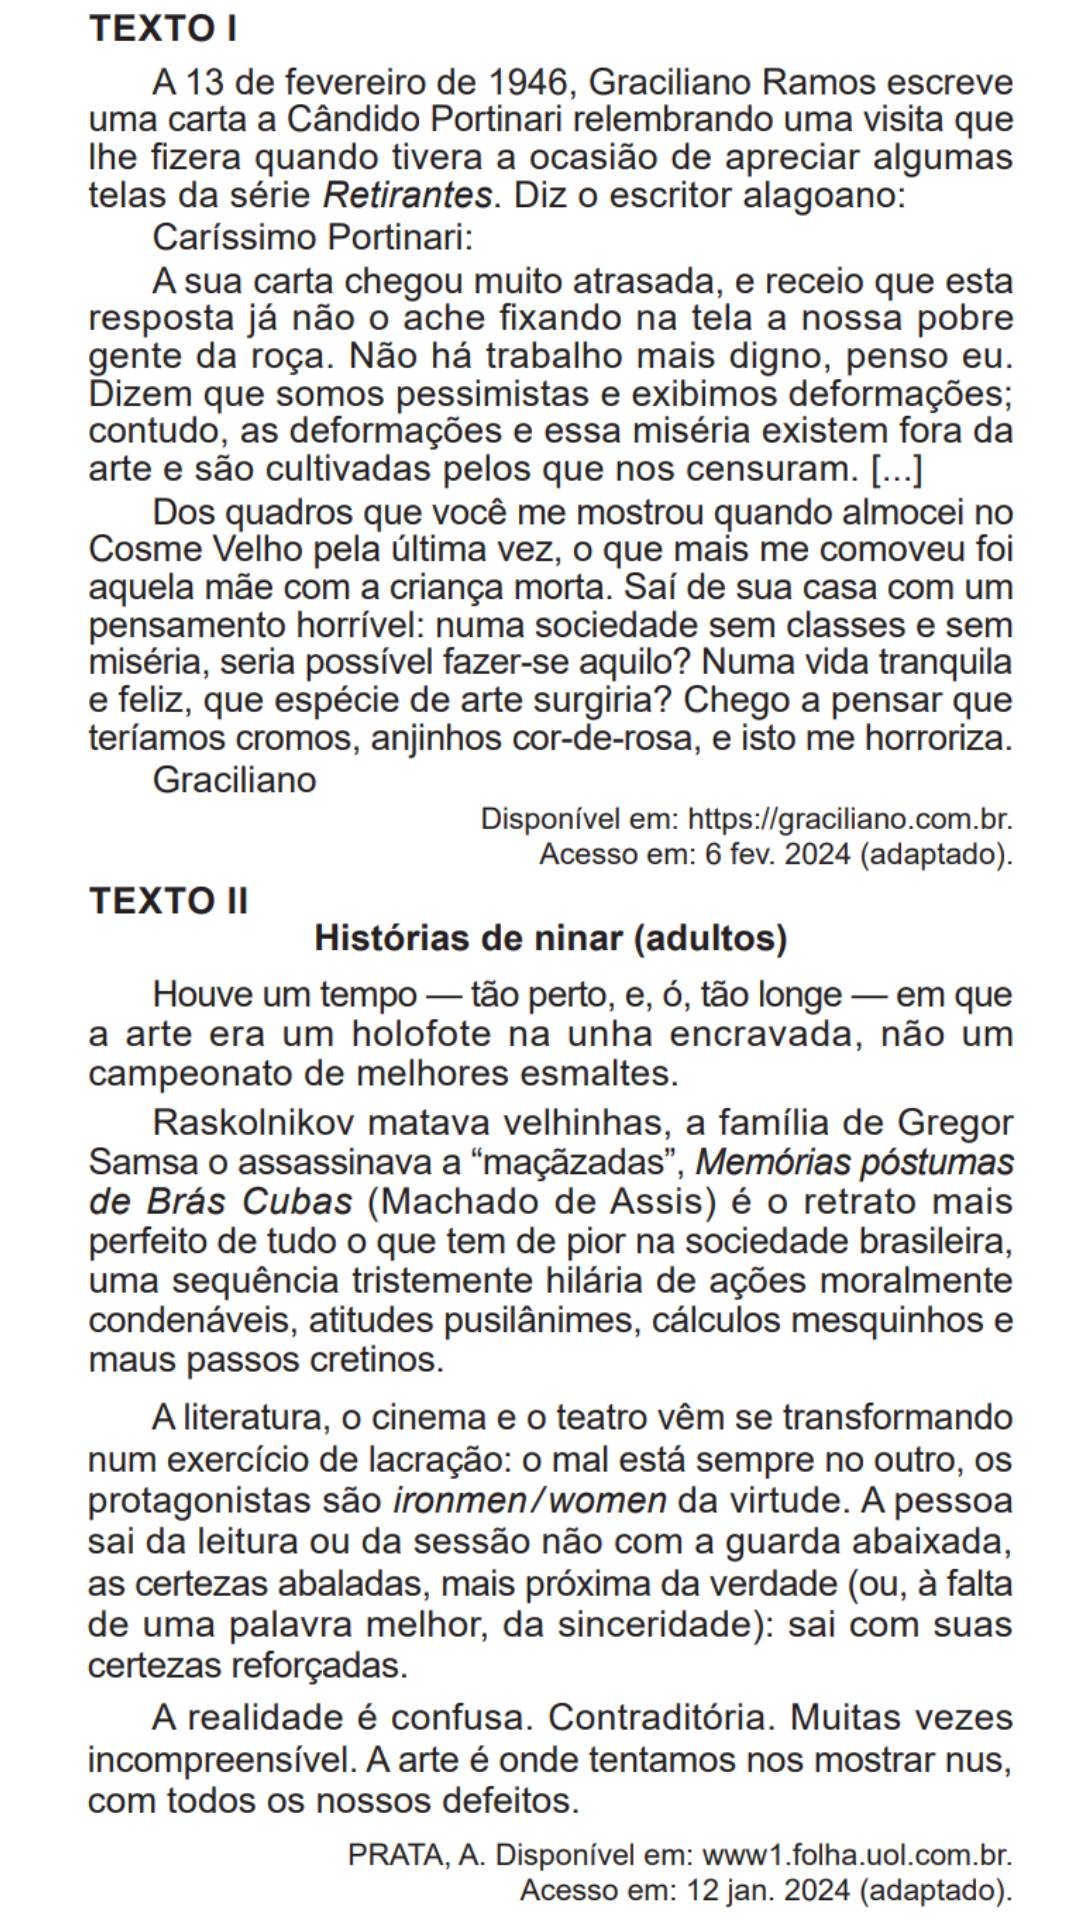 TEXTO I
A 13 de fevereiro de 1946, Graciliano Ramos escreve
uma carta a Cândido Portinari relembrando uma visita que
lhe fizera quando tivera a ocasião de apreciar algumas
telas da série Retirantes. Diz o escritor alagoano:
Caríssimo Portinari:
A sua carta chegou muito atrasada, e receio que esta
resposta já não o ache fixando na tela a nossa pobre
gente da roça. Não há trabalho mais digno, penso eu.
Dizem que somos pessimistas e exibimos deformações;
contudo, as deformações e essa miséria existem fora da
arte e são cultivadas pelos que nos censuram. [...]
Dos quadros que você me mostrou quando almocei no
Cosme Velho pela última vez, o que mais me comoveu foi
aquela mãe com a criança morta. Saí de sua casa com um
pensamento horrível: numa sociedade sem classes e sem
miséria, seria possível fazer-se aquilo? Numa vida tranquila
e feliz, que espécie de arte surgiria? Chego a pensar que
teríamos cromos, anjinhos cor-de-rosa, e isto me horroriza.
Graciliano
Disponível em: https://graciliano.com.br.
Acesso em: 6 fev. 2024 (adaptado).
TEXTO II
Histórias de ninar (adultos)
Houve um tempo — tão perto, e, ó, tão longe — em que
a arte era um holofote na unha encravada, não um
campeonato de melhores esmaltes.
Raskolnikov matava velhinhas, a família de Gregor
Samsa o assassinava a “maçãzadas”, Memórias póstumas
de Brás Cubas (Machado de Assis) é o retrato mais
perfeito de tudo o que tem de pior na sociedade brasileira,
uma sequência tristemente hilária de ações moralmente
condenáveis, atitudes pusilânimes, cálculos mesquinhos e
maus passos cretinos.
A literatura, o cinema e o teatro vêm se transformando
num exercício de lacração: o mal está sempre no outro, os
protagonistas são ironmen/women da virtude. A pessoa
sai da leitura ou da sessão não com a guarda abaixada,
as certezas abaladas, mais próxima da verdade (ou, à falta
de uma palavra melhor, da sinceridade): sai com suas
certezas reforçadas.
A realidade é confusa. Contraditória. Muitas vezes
incompreensível. A arte é onde tentamos nos mostrar nus,
com todos os nossos defeitos.
PRATA, A. Disponível em: www1.folha.uol.com.br.
Acesso em: 12 jan. 2024 (adaptado).